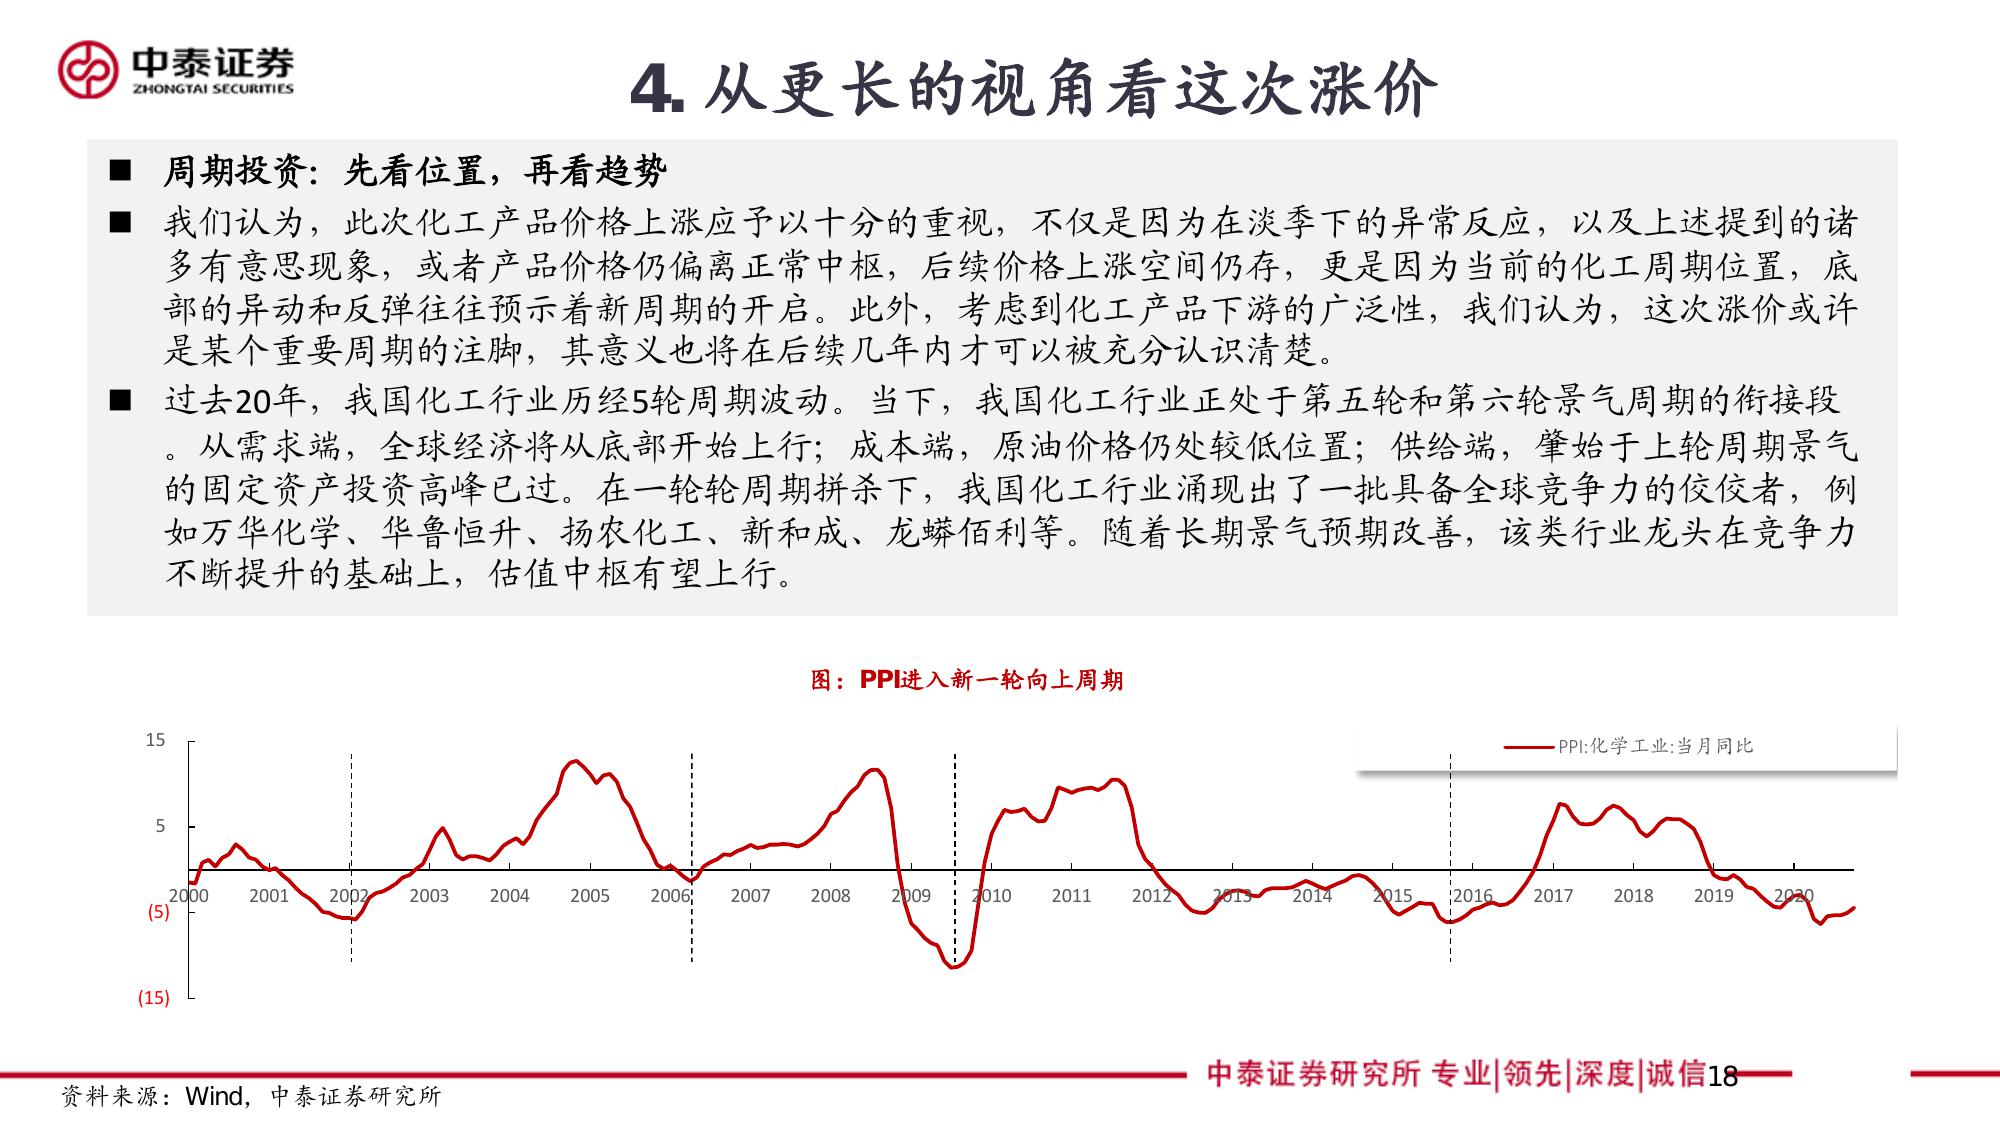 中泰证券
ZHONGTAI SECURITIES
4. 从更长的视角看这次涨价
■ 周期投资：先看位置，再看趋势
■ 我们认为，此次化工产品价格上涨应予以十分的重视，不仅是因为在淡季下的异常反应，以及上述提到的诸
多有意思现象，或者产品价格仍偏离正常中枢，后续价格上涨空间仍存，更是因为当前的化工周期位置，底
部的异动和反弹往往预示着新周期的开启。此外，考虑到化工产品下游的广泛性，我们认为，这次涨价或许
是某个重要周期的注脚，其意义也将在后续几年内才可以被充分认识清楚。
■ 过去20年，我国化工行业历经5轮周期波动。当下，我国化工行业正处于第五轮和第六轮景气周期的衔接段
。从需求端，全球经济将从底部开始上行；成本端，原油价格仍处较低位置；供给端，肇始于上轮周期景气
的固定资产投资高峰已过。在一轮轮周期拼杀下，我国化工行业涌现出了一批具备全球竞争力的佼佼者，例
如万华化学、华鲁恒升、扬农化工、新和成、龙蟒佰利等。随着长期景气预期改善，该类行业龙头在竞争力
不断提升的基础上，估值中枢有望上行。
图：PPI进入新一轮向上周期
PPI:化学工业:当月同比
15
5
(5)
(15)
2000 2001 2002 2003 2004 2005 2006 2007 2008 2009 2010 2011 2012 2013 2014 2015 2016 2017 2018 2019 2020
中泰证券研究所 专业|领先|深度|诚信 18
资料来源：Wind，中泰证券研究所